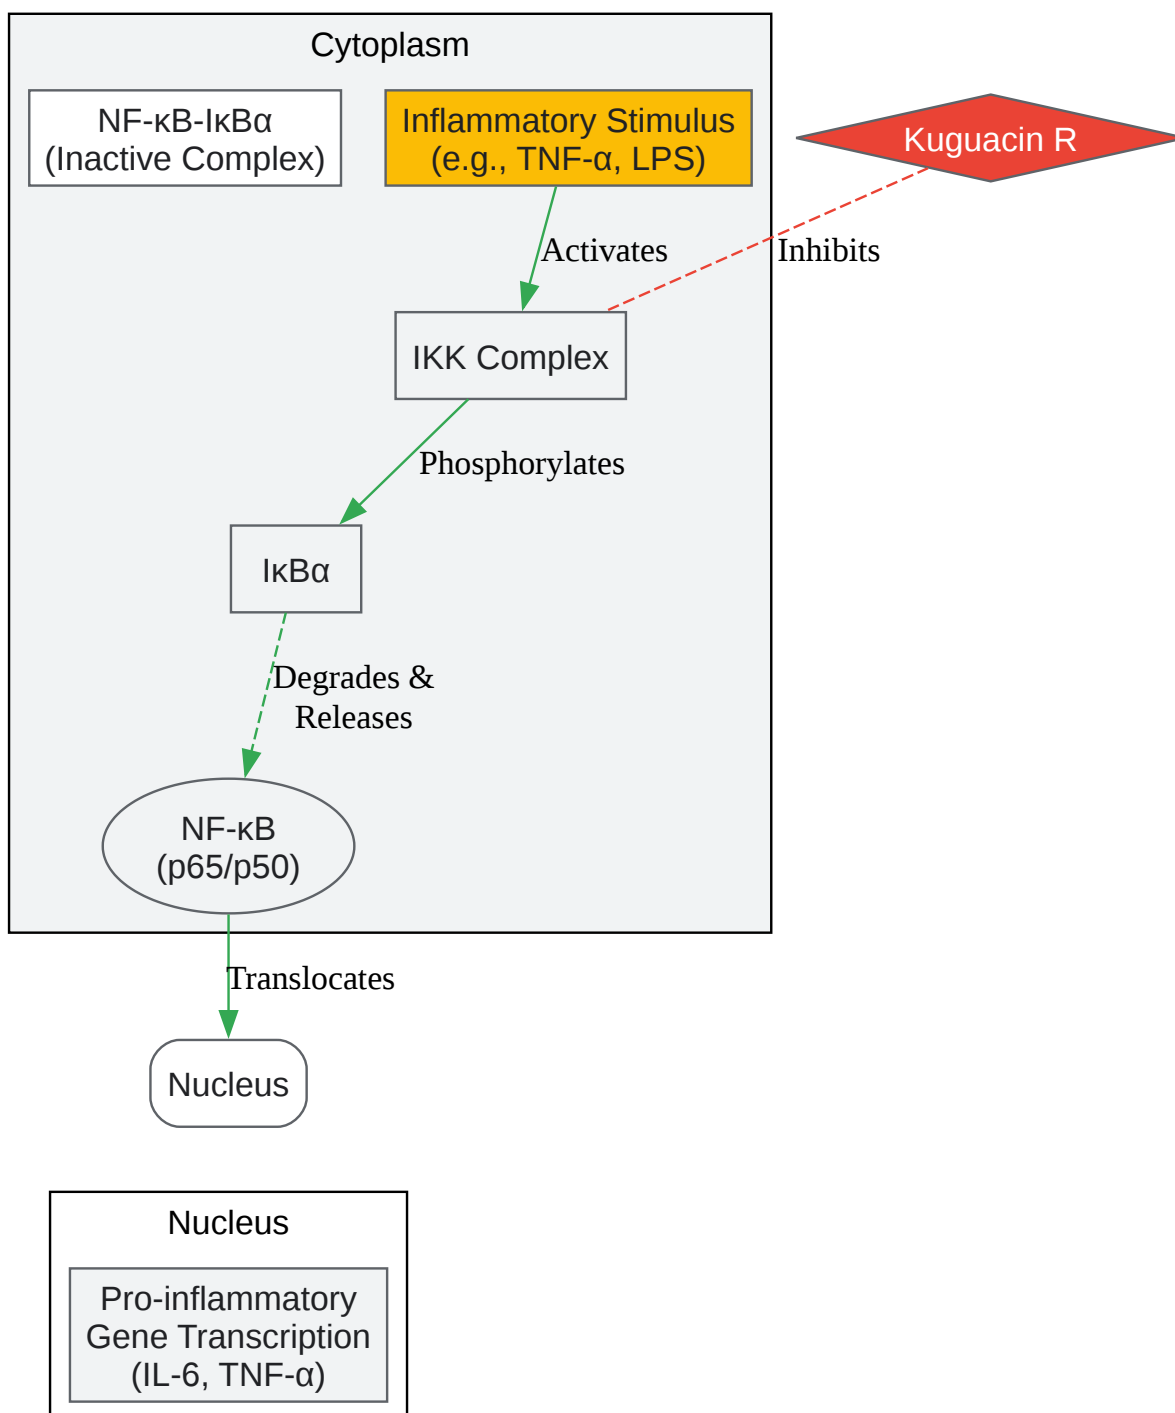 Cytoplasm
NF-κB-IκBα
(Inactive Complex)
Inflammatory Stimulus
(e.g., TNF-α, LPS)
Kuguacin R
Activates
Inhibits
IKK Complex
Phosphorylates
IκBα
Degrades &
Releases
NF-κB
(p65/p50)
Translocates
Nucleus
Nucleus
Pro-inflammatory
Gene Transcription
(IL-6, TNF-α)